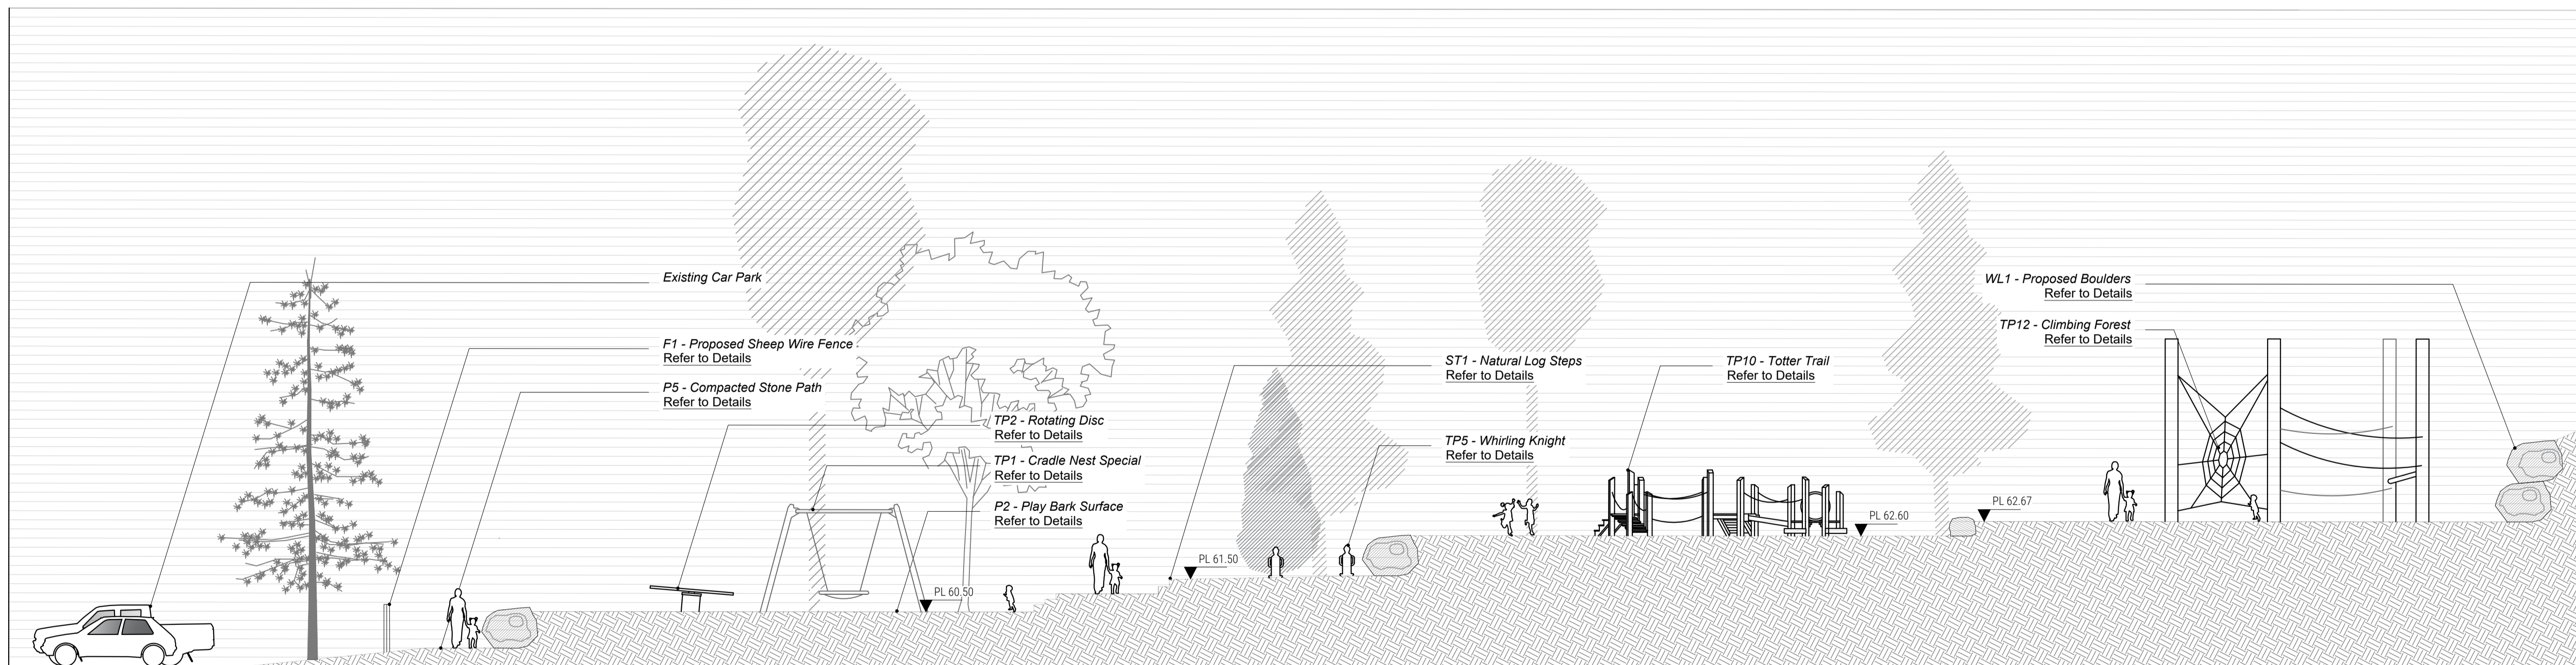 Existing Car Park
F1 - Proposed Sheep Wire Fence
Refer to Details
P5 - Compacted Stone Path
Refer to Details
TP2 - Rotating Disc
Refer to Details
TP1 - Cradle Nest Special
Refer to Details
P2 - Play Bark Surface
Refer to Details
PL 60.50
PL 61.50
ST1 - Natural Log Steps
Refer to Details
TP5 - Whirling Knight
Refer to Details
TP10 - Totter Trail
Refer to Details
PL 62.60
PL 62.67
WL1 - Proposed Boulders
Refer to Details
TP12 - Climbing Forest
Refer to Details